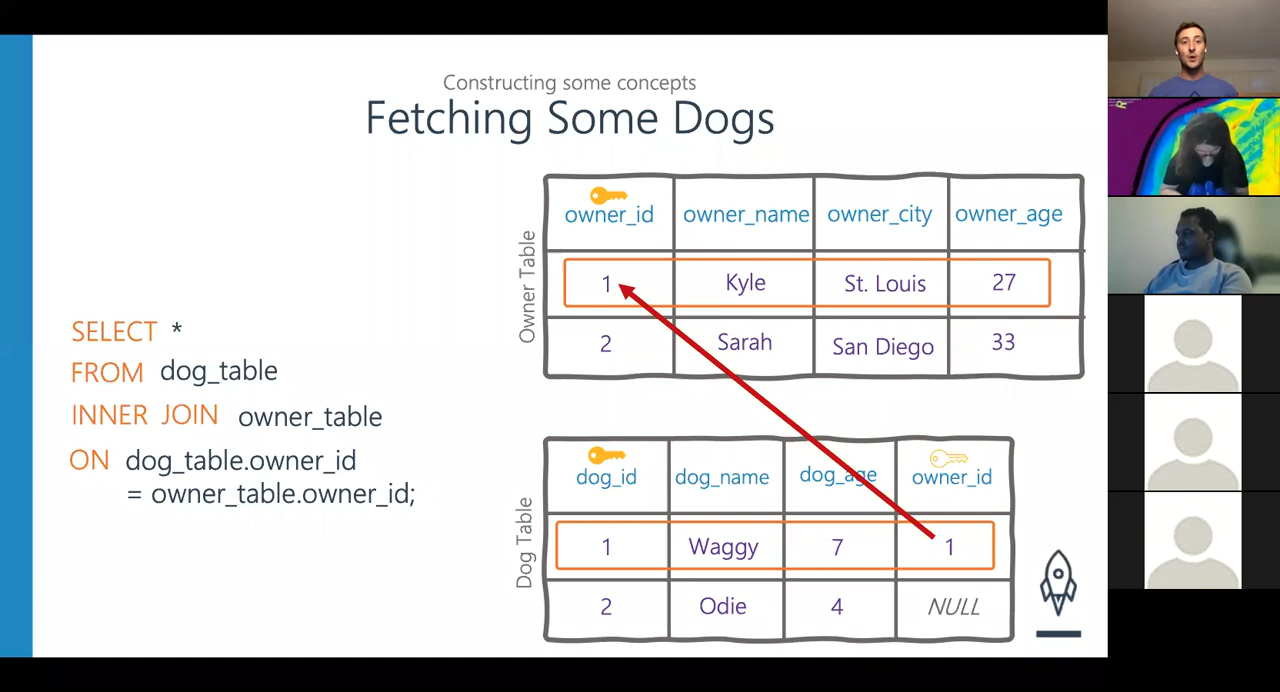 Constructing some concepts
Fetching Some Dogs
SELECT *
FROM dog_table
INNER JOIN owner_table
ON dog_table.owner_id
= owner_table.owner_id;
Owner Table
owner_id owner_name owner_city owner_age
1 Kyle St. Louis 27
2 Sarah San Diego 33
Dog Table
dog_id dog_name dog_age owner_id
1 Waggy 7 1
2 Odie 4 NULL